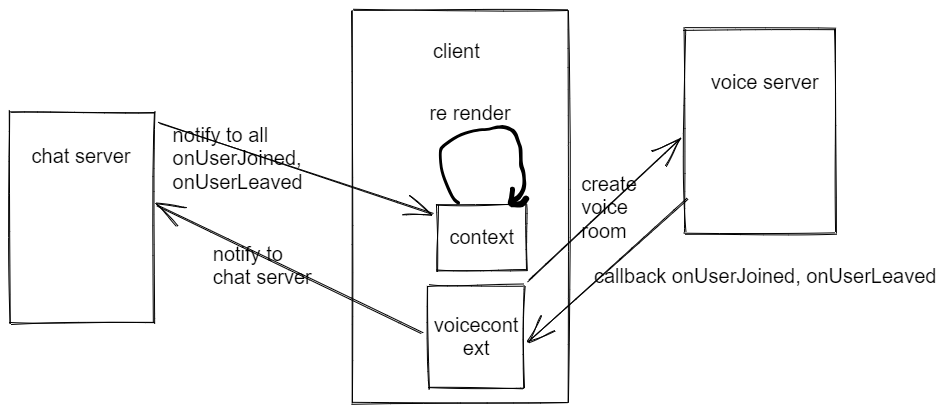 client
voice server
re render
notify to all
onUserJoined,
onUserLeaved
chat server
create
voice
room
context
notify to
chat server
callback onUserJoined, onUserLeaved
voicecont
ext